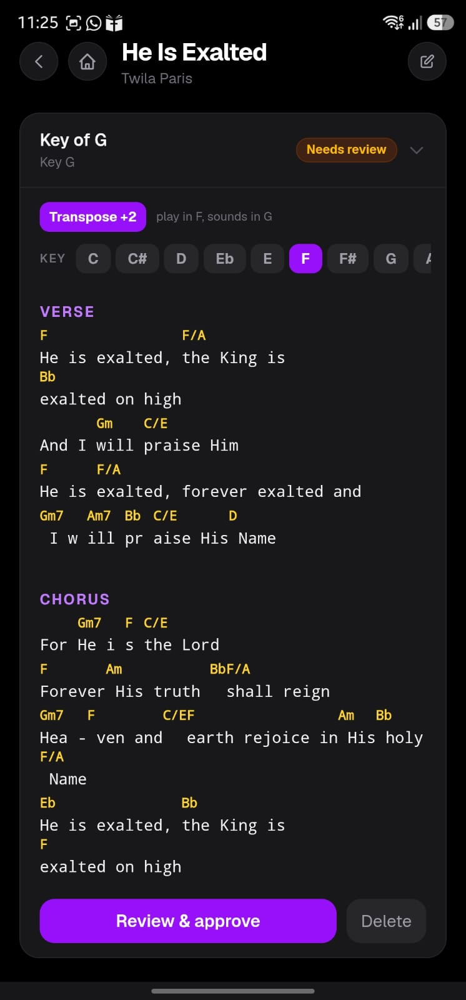 11:25
6
57
He Is Exalted
Twila Paris
Key of G
Key G
Needs review
Transpose +2 play in F, sounds in G
KEY C C# D Eb E F F# G
VERSE
F F/A
He is exalted, the King is
Bb
exalted on high
Gm C/E
And I will praise Him
F F/A
He is exalted, forever exalted and
Gm7 Am7 Bb C/E D
I w ill pr aise His Name
CHORUS
Gm7 F C/E
For He i s the Lord
F Am BbF/A
Forever His truth shall reign
Gm7 F C/EF Am Bb
Hea - ven and earth rejoice in His holy
F/A
Name
Eb Bb
He is exalted, the King is
F
exalted on high
Review & approve Delete